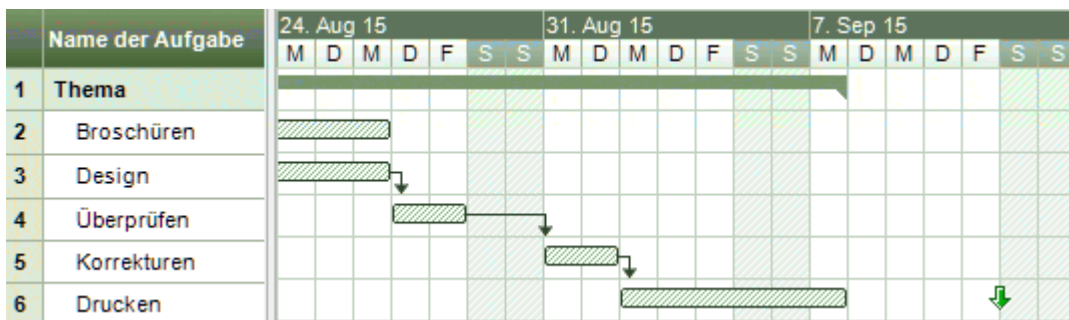 Name der Aufgabe
24. Aug 15 31. Aug 15 7. Sep 15
M D M D F S S M D M D F S S M D M D F S S
1 Thema
2 Broschüren
3 Design
4 Überprüfen
5 Korrekturen
6 Drucken